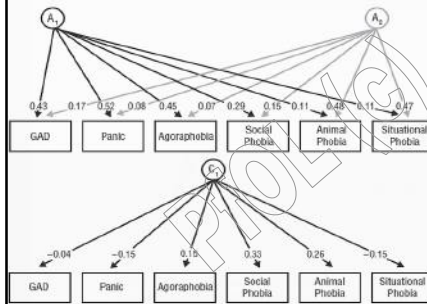 A1 A2
0.43 0.17 0.52 0.08 0.45 0.07 0.29 0.15 0.11 0.48 0.11 0.47
GAD Panic Agoraphobia Social Phobia Animal Phobia Situational Phobia
C1
-0.04 -0.15 0.15 0.33 0.26 -0.15
GAD Panic Agoraphobia Social Phobia Animal Phobia Situational Phobia